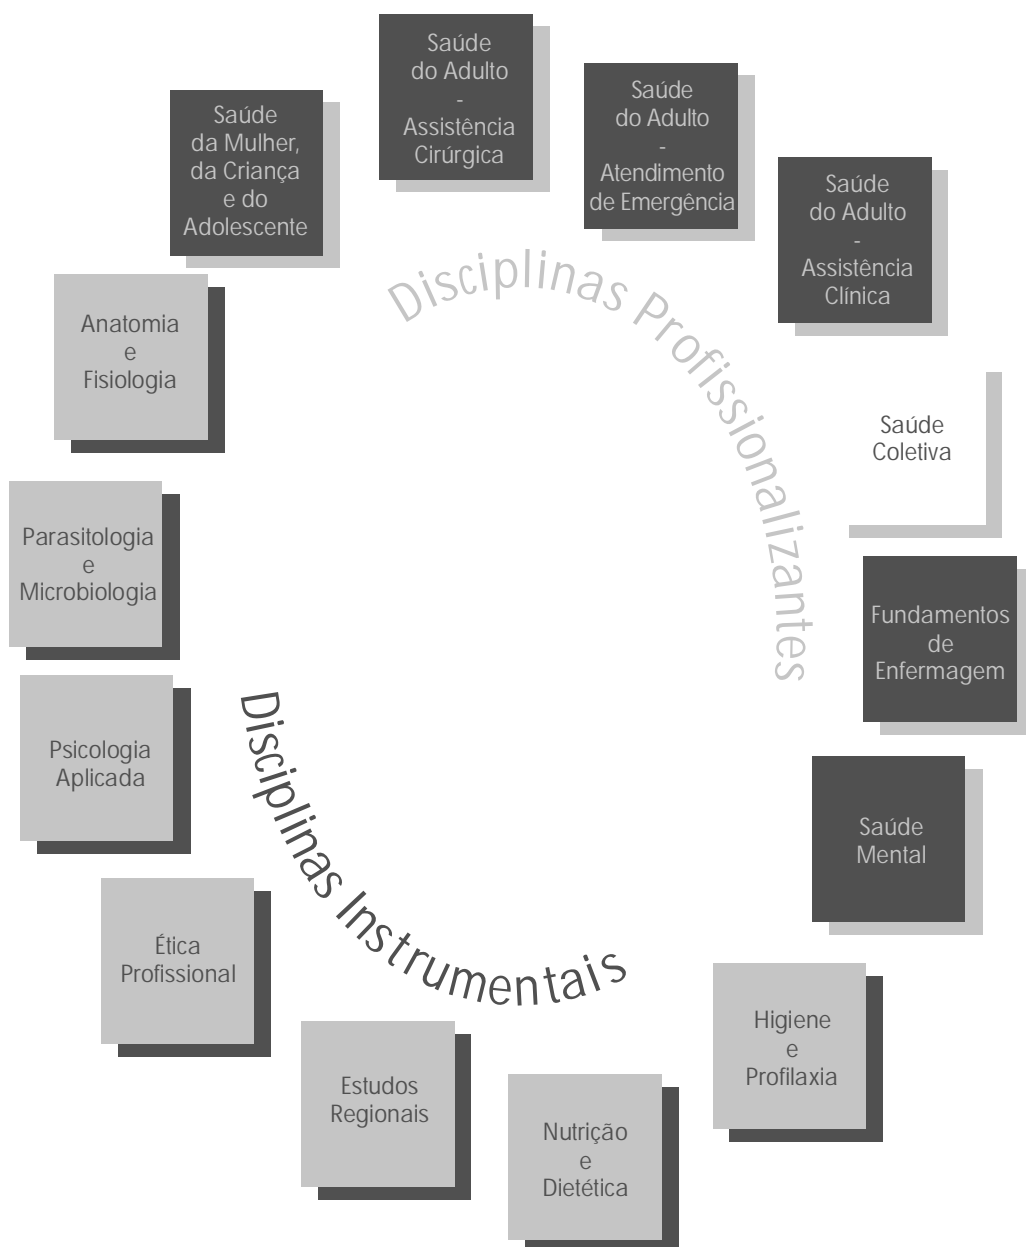 Saúde
do Adulto
-
Assistência
Cirúrgica
Saúde
do Adulto
-
Atendimento
de Emergência
Saúde
da Mulher,
da Criança
e do
Adolescente
Saúde
do Adulto
-
Assistência
Clínica
Disciplinas Profissionalizantes
Anatomia
e
Fisiologia
Saúde
Coletiva
Parasitologia
e
Microbiologia
Fundamentos
de
Enfermagem
Psicologia
Aplicada
Disciplinas Instrumentais
Saúde
Mental
Ética
Profissional
Higiene
e
Profilaxia
Estudos
Regionais
Nutrição
e
Dietética